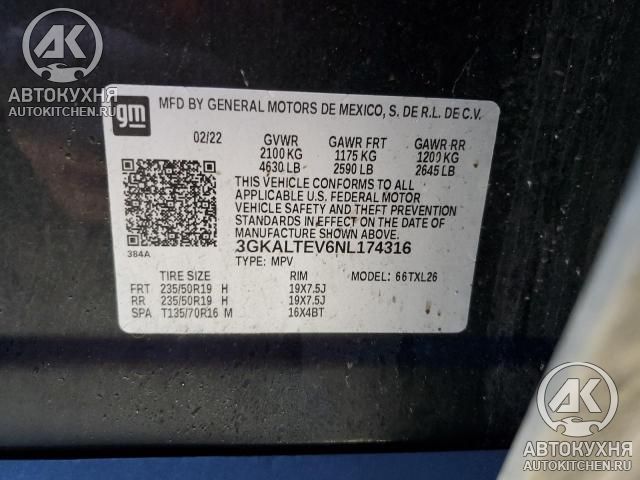 АВТОКУХНЯ
AUTOKITCHEN.RU
gm
MFD BY GENERAL MOTORS DE MEXICO, S. DE R.L. DE C.V.
02/22 GVWR GAWR FRT GAWR RR
2100 KG 1175 KG 1200 KG
4630 LB 2590 LB 2645 LB
THIS VEHICLE CONFORMS TO ALL
APPLICABLE U.S. FEDERAL MOTOR
VEHICLE SAFETY AND THEFT PREVENTION
STANDARDS IN EFFECT ON THE DATE OF
MANUFACTURE SHOWN ABOVE.
3GKALTEV6NL174316
384A TYPE: MPV MODEL: 66TXL26
TIRE SIZE RIM
FRT 235/50R19 H 19X7.5J
RR 235/50R19 H 19X7.5J
SPA T135/70R16 M 16X4BT
АК
АВТОКУХНЯ
AUTOKITCHEN.RU